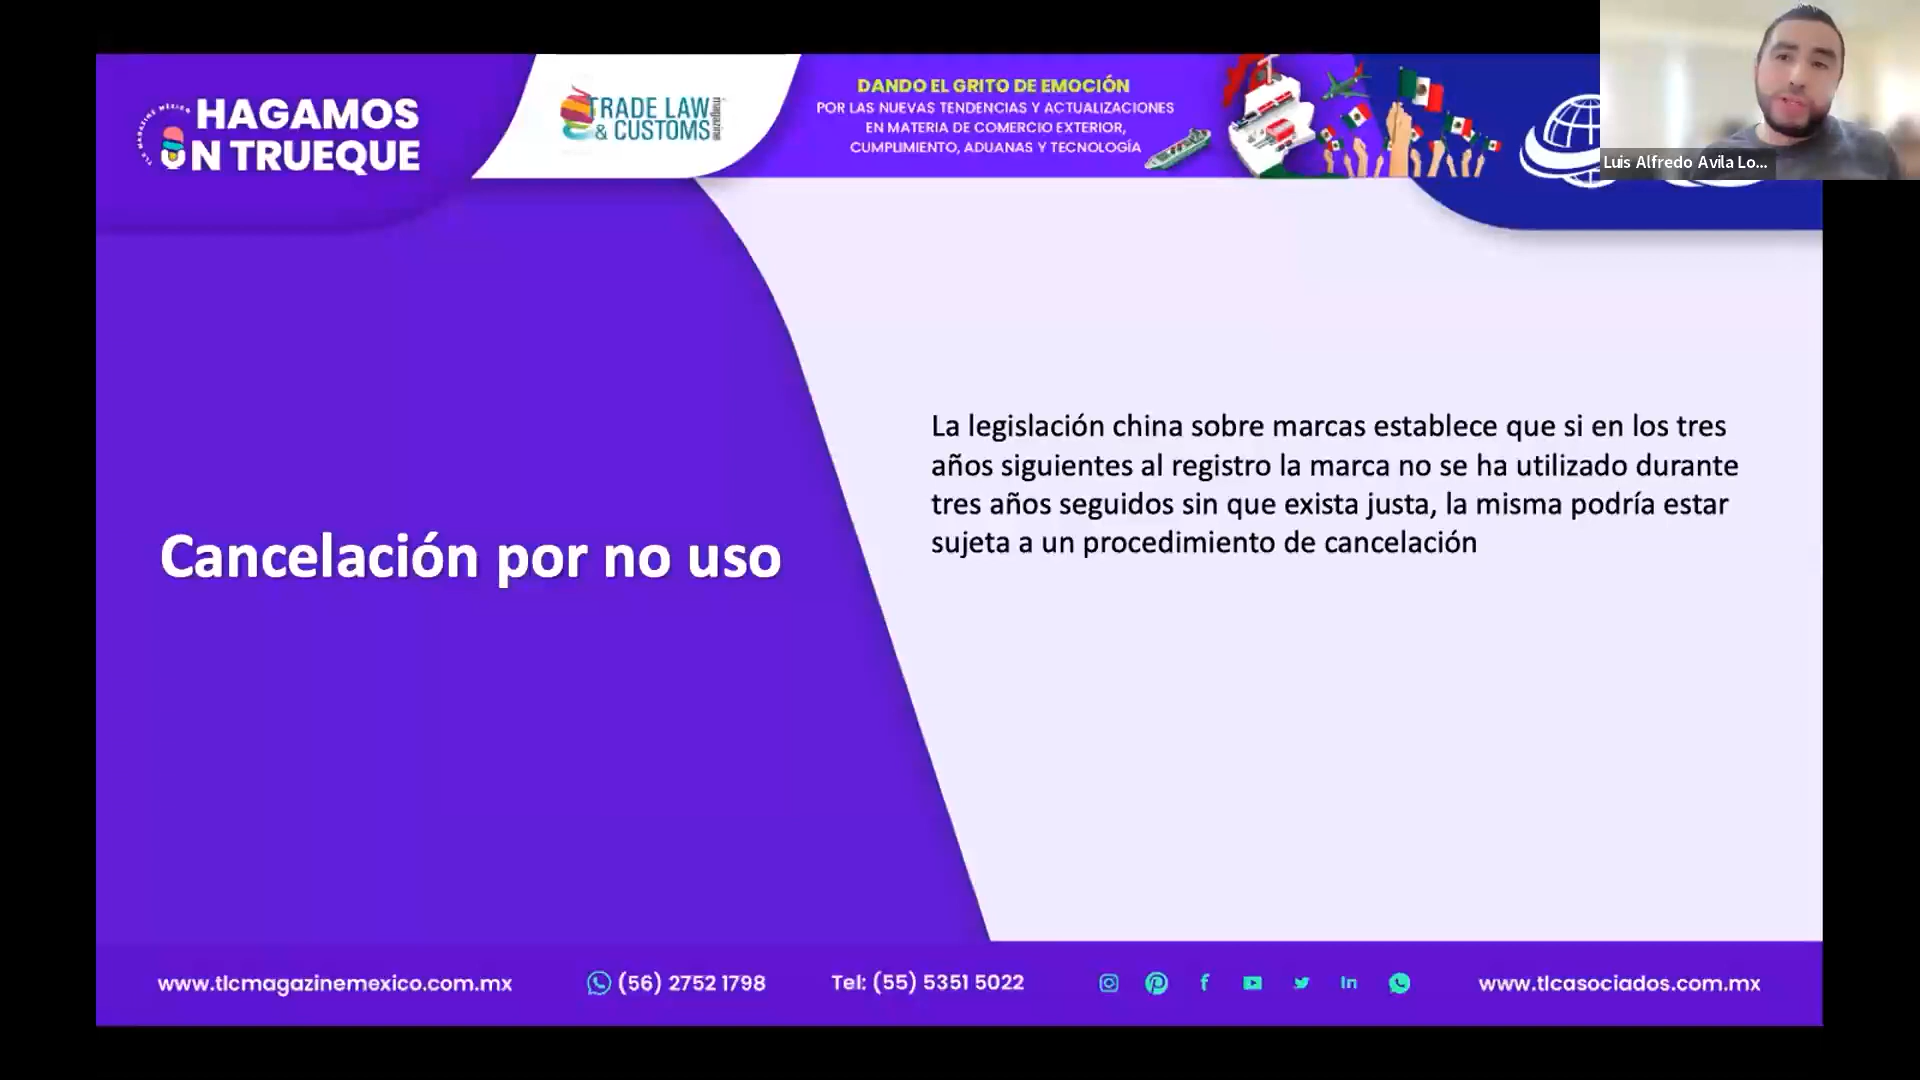 TLC MAGAZINE MÉXICO
HAGAMOS
UN TRUEQUE
TRADE LAW
& CUSTOMS
magazine
DANDO EL GRITO DE EMOCIÓN
POR LAS NUEVAS TENDENCIAS Y ACTUALIZACIONES
EN MATERIA DE COMERCIO EXTERIOR,
CUMPLIMIENTO, ADUANAS Y TECNOLOGÍA
Luis Alfredo Avila Lo...
La legislación china sobre marcas establece que si en los tres
años siguientes al registro la marca no se ha utilizado durante
tres años seguidos sin que exista justa, la misma podría estar
sujeta a un procedimiento de cancelación
Cancelación por no uso
www.tlcmagazinemexico.com.mx
(56) 2752 1798
Tel: (55) 5351 5022
www.tlcasociados.com.mx